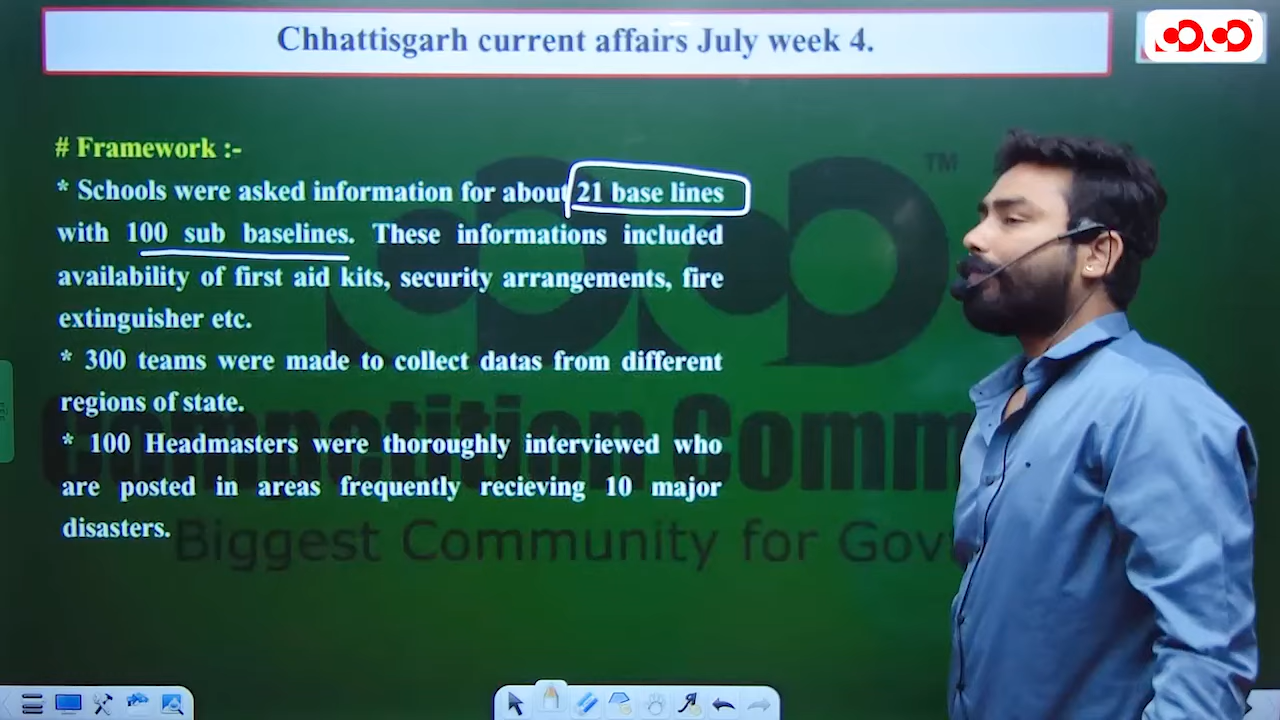 Chhattisgarh current affairs July week 4.
TM
# Framework :-
* Schools were asked information for about 21 base lines
with 100 sub baselines. These informations included
availability of first aid kits, security arrangements, fire
extinguisher etc.
* 300 teams were made to collect datas from different
regions of state.
* 100 Headmasters were thoroughly interviewed who
are posted in areas frequently recieving 10 major
disasters.
Competition Comm
Biggest Community for Govt